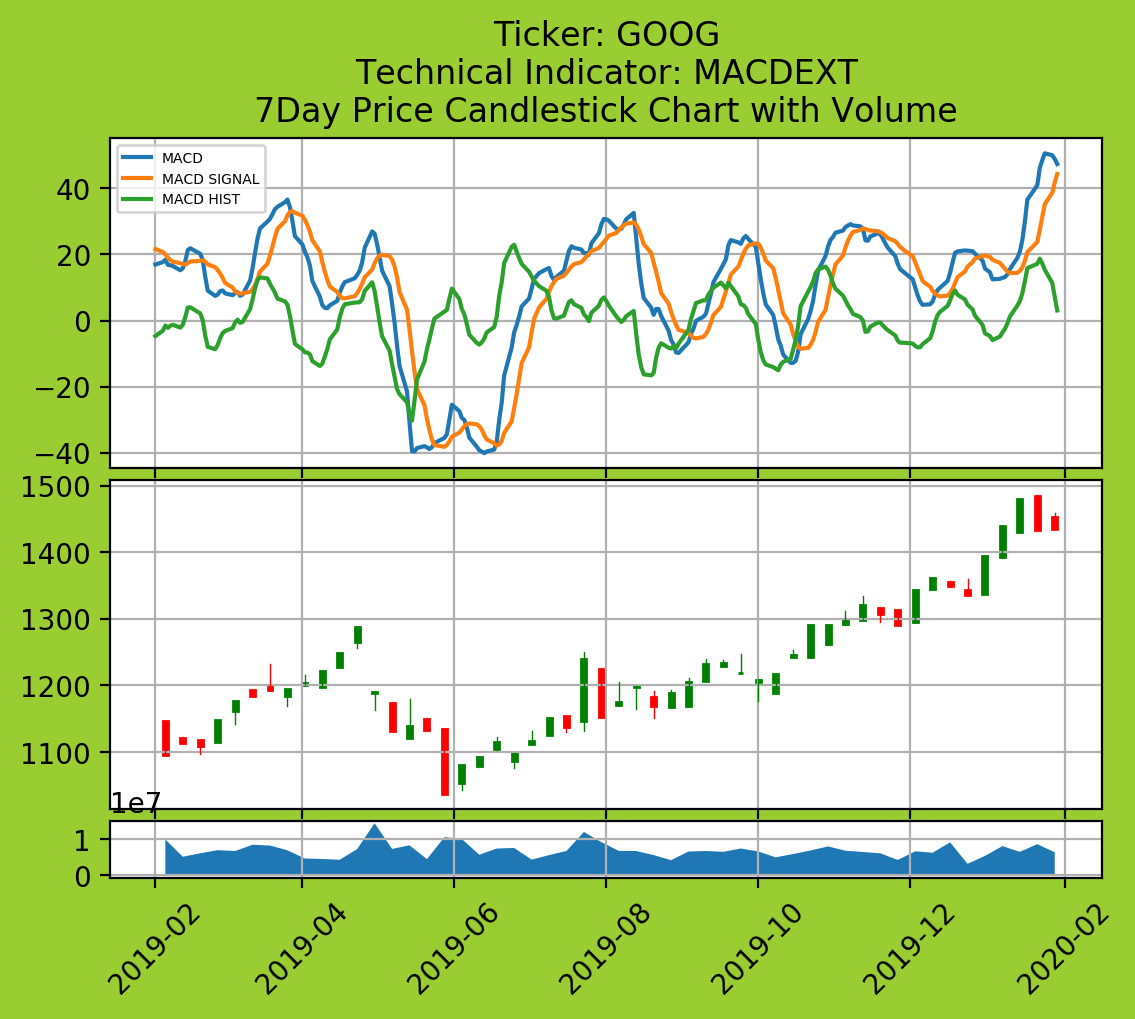 Ticker: GOOG
Technical Indicator: MACDEXT
7Day Price Candlestick Chart with Volume
MACD
MACD SIGNAL
MACD HIST
40
20
0
−20
−40
1500
1400
1300
1200
1100
1e7
1
0
2019-02
2019-04
2019-06
2019-08
2019-10
2019-12
2020-02